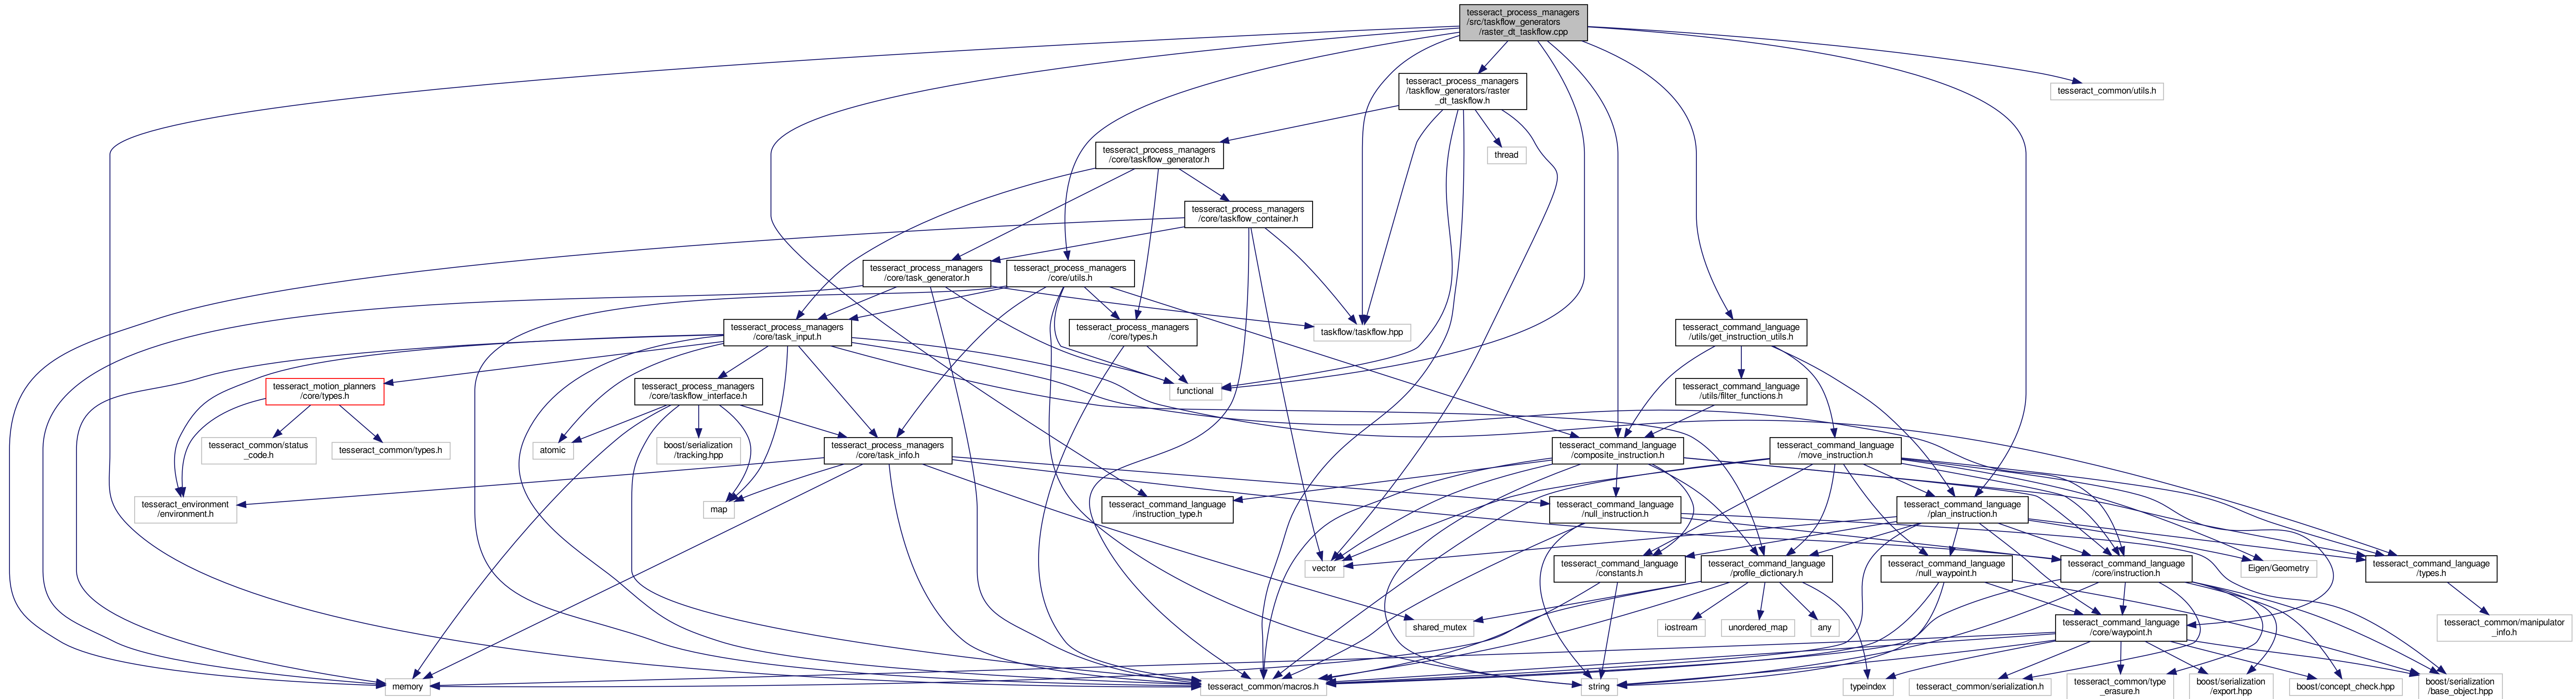 tesseract_process_managers
/src/taskflow_generators
/raster_dt_taskflow.cpp
tesseract_process_managers
/taskflow_generators/raster
_dt_taskflow.h
tesseract_common/utils.h
tesseract_process_managers
/core/taskflow_generator.h
thread
tesseract_process_managers
/core/taskflow_container.h
tesseract_process_managers
/core/task_generator.h
tesseract_process_managers
/core/utils.h
tesseract_process_managers
/core/task_input.h
tesseract_process_managers
/core/types.h
taskflow/taskflow.hpp
tesseract_command_language
/utils/get_instruction_utils.h
tesseract_motion_planners
/core/types.h
tesseract_process_managers
/core/taskflow_interface.h
functional
tesseract_command_language
/utils/filter_functions.h
tesseract_common/status
_code.h
tesseract_common/types.h
atomic
boost/serialization
/tracking.hpp
tesseract_process_managers
/core/task_info.h
tesseract_command_language
/composite_instruction.h
tesseract_command_language
/move_instruction.h
tesseract_environment
/environment.h
map
tesseract_command_language
/instruction_type.h
tesseract_command_language
/null_instruction.h
tesseract_command_language
/plan_instruction.h
vector
tesseract_command_language
/constants.h
tesseract_command_language
/profile_dictionary.h
tesseract_command_language
/null_waypoint.h
tesseract_command_language
/core/instruction.h
Eigen/Geometry
tesseract_command_language
/types.h
shared_mutex
iostream
unordered_map
any
tesseract_command_language
/core/waypoint.h
tesseract_common/manipulator
_info.h
memory
tesseract_common/macros.h
string
typeindex
tesseract_common/serialization.h
tesseract_common/type
_erasure.h
boost/serialization
/export.hpp
boost/concept_check.hpp
boost/serialization
/base_object.hpp